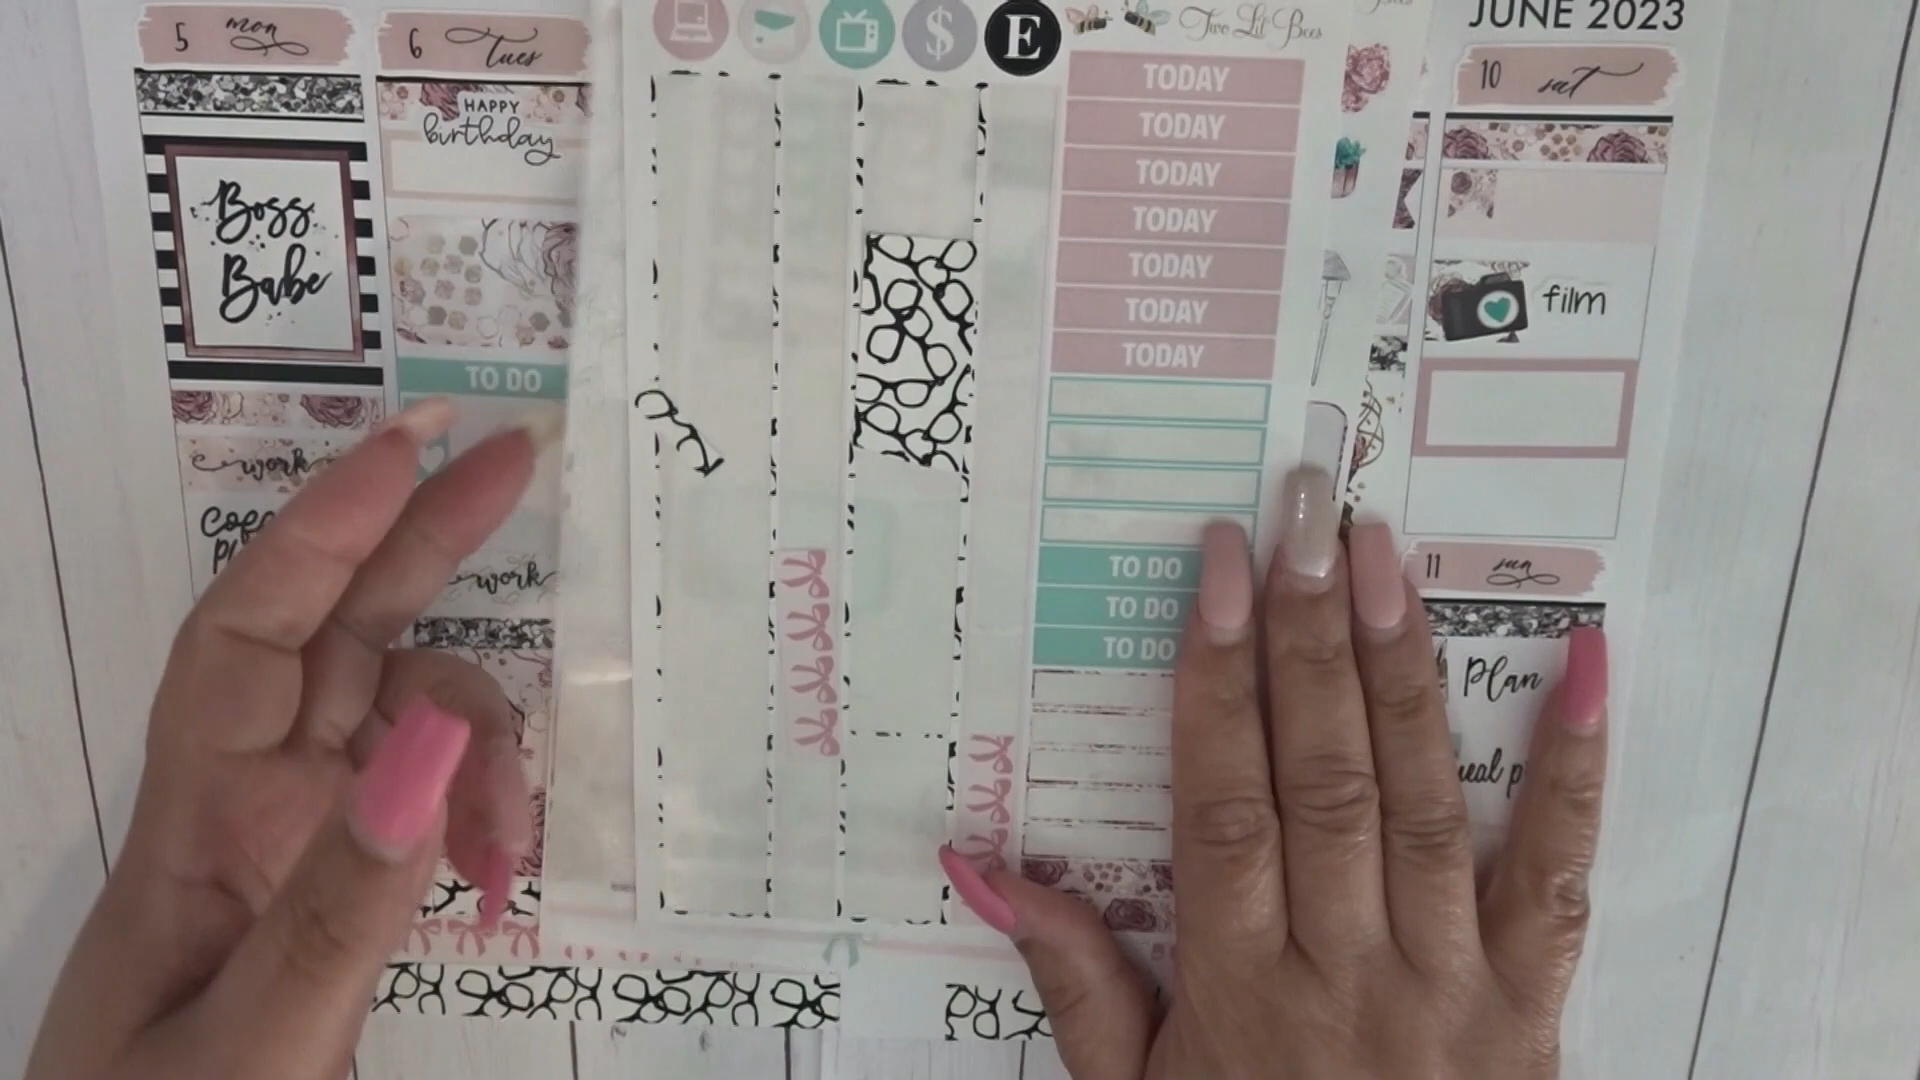 5 mon
6 tues
Two Lil' Bees
JUNE 2023
HAPPY
birthday
$
E
TODAY
TODAY
TODAY
TODAY
TODAY
TODAY
TODAY
10 sat
Boss
Babe
film
TO DO
work
work
TO DO
TO DO
TO DO
11 sun
Plan